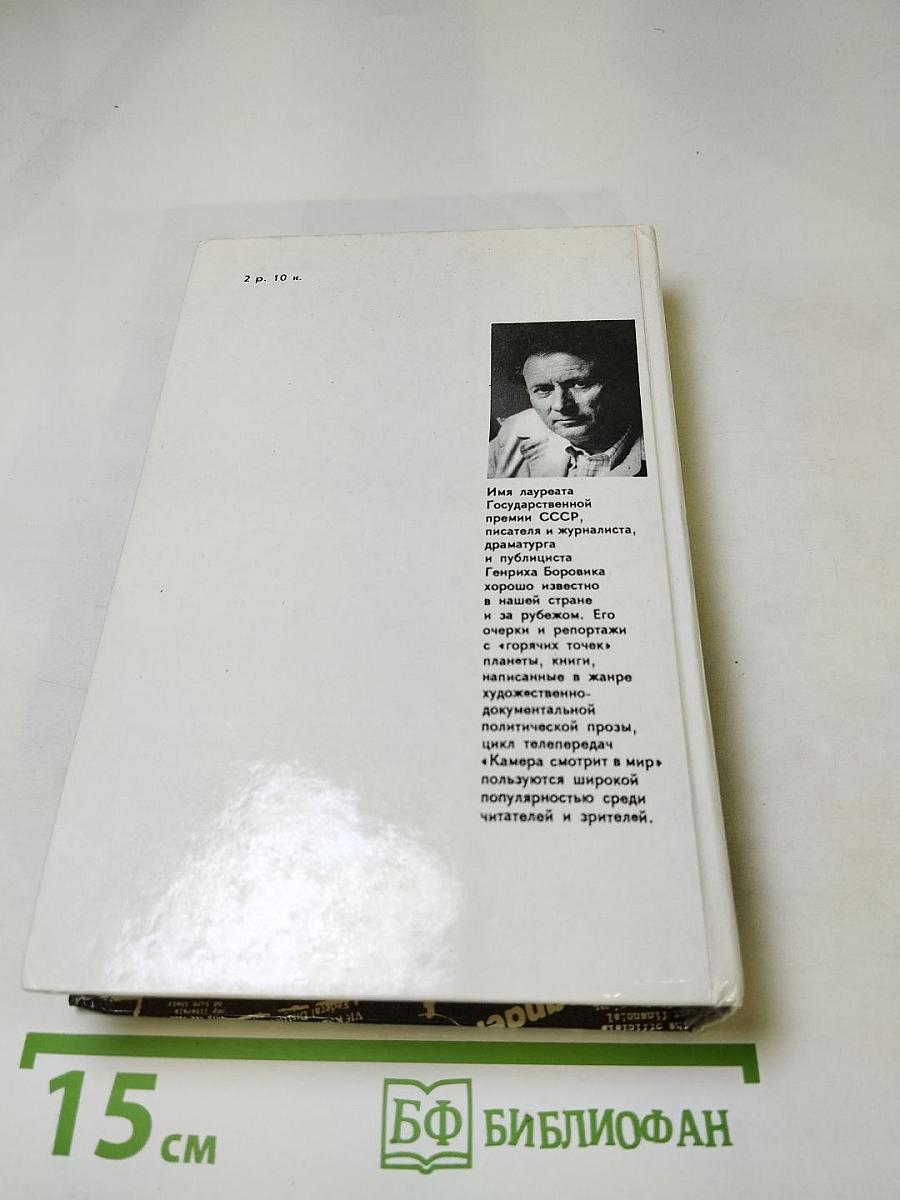 2 р. 10 к.
Имя лауреата
Государственной
премии СССР,
писателя и журналиста,
драматурга
и публициста
Генриха Боровика
хорошо известно
в нашей стране
и за рубежом. Его
очерки и репортажи
с «горячих точек»
планеты, книги,
написанные в жанре
художественно-
документальной
политической прозы,
цикл телепередач
«Камера смотрит в мир»
пользуются широкой
популярностью среди
читателей и зрителей.
15 см
БФ БИБЛИОФАН